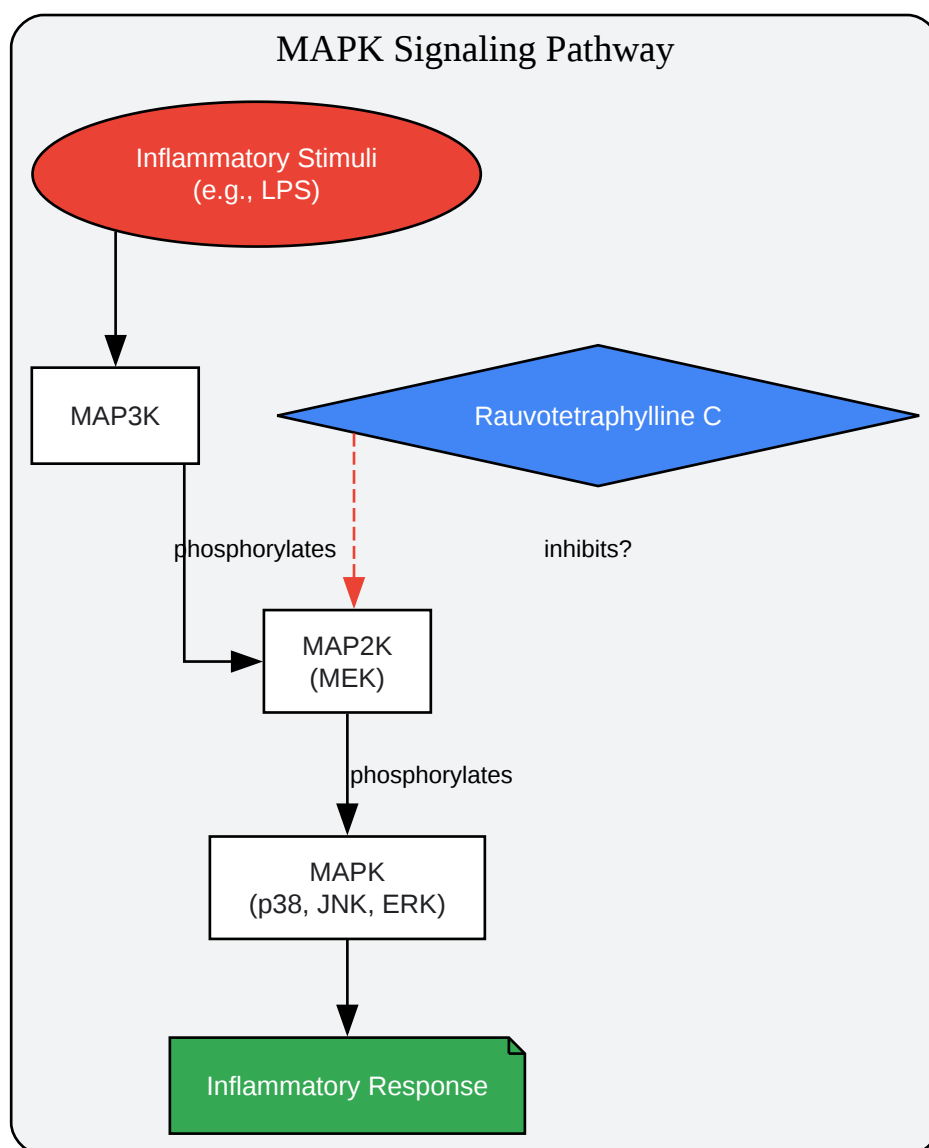 MAPK Signaling Pathway
Inflammatory Stimuli
(e.g., LPS)
MAP3K
Rauvotetraphylline C
phosphorylates
inhibits?
MAP2K
(MEK)
phosphorylates
MAPK
(p38, JNK, ERK)
Inflammatory Response